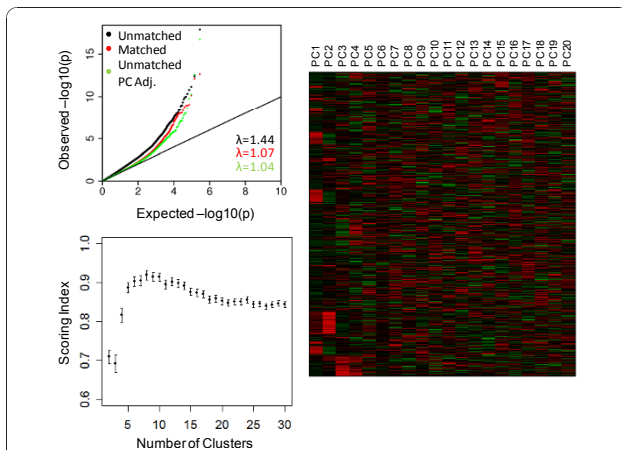 Unmatched
Matched
Unmatched
PC Adj.
Observed –log10(p)
15
10
5
0
λ=1.44
λ=1.07
λ=1.04
0
2
4
6
8
10
Expected –log10(p)
Scoring Index
1.0
0.9
0.8
0.7
0.6
5
10
15
20
25
30
Number of Clusters
PC1
PC2
PC3
PC4
PC5
PC6
PC7
PC8
PC9
PC10
PC11
PC12
PC13
PC14
PC15
PC16
PC17
PC18
PC19
PC20